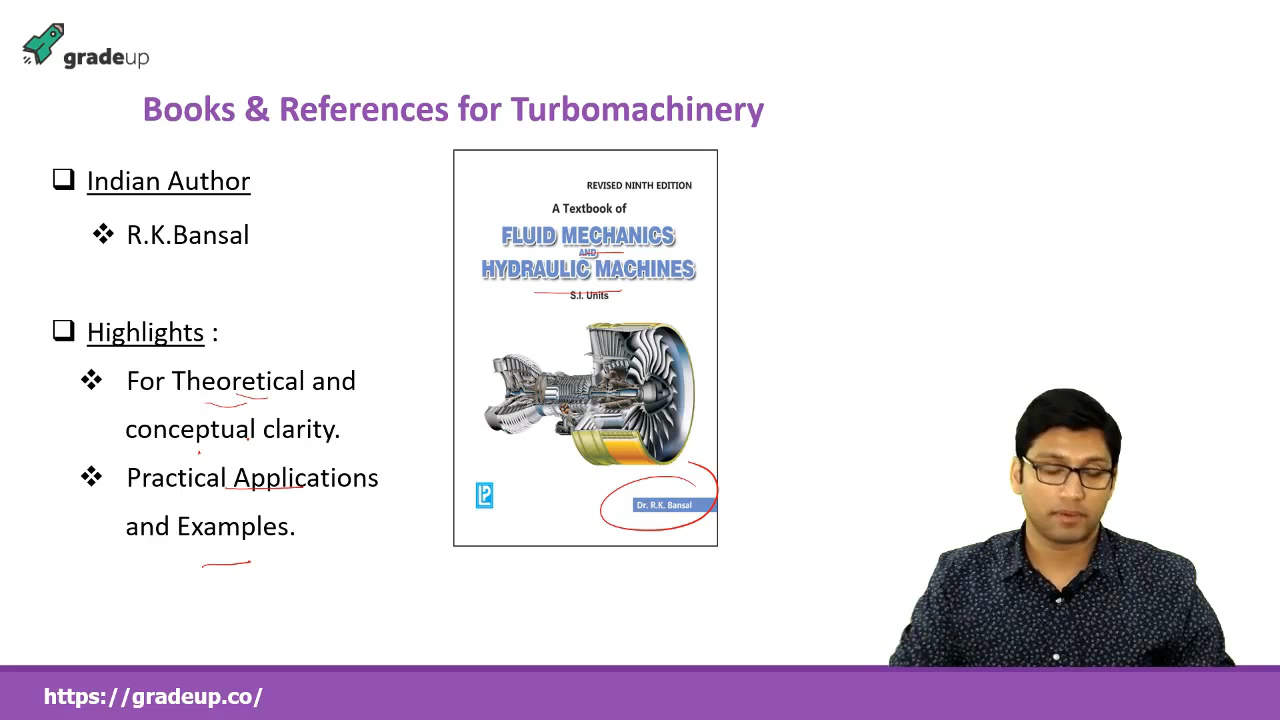 gradeup
Books & References for Turbomachinery
Indian Author
R.K.Bansal
Highlights :
For Theoretical and
conceptual clarity.
Practical Applications
and Examples.
REVISED NINTH EDITION
A Textbook of
FLUID MECHANICS
AND
HYDRAULIC MACHINES
S.I. Units
LP
Dr. R.K. Bansal
https://gradeup.co/